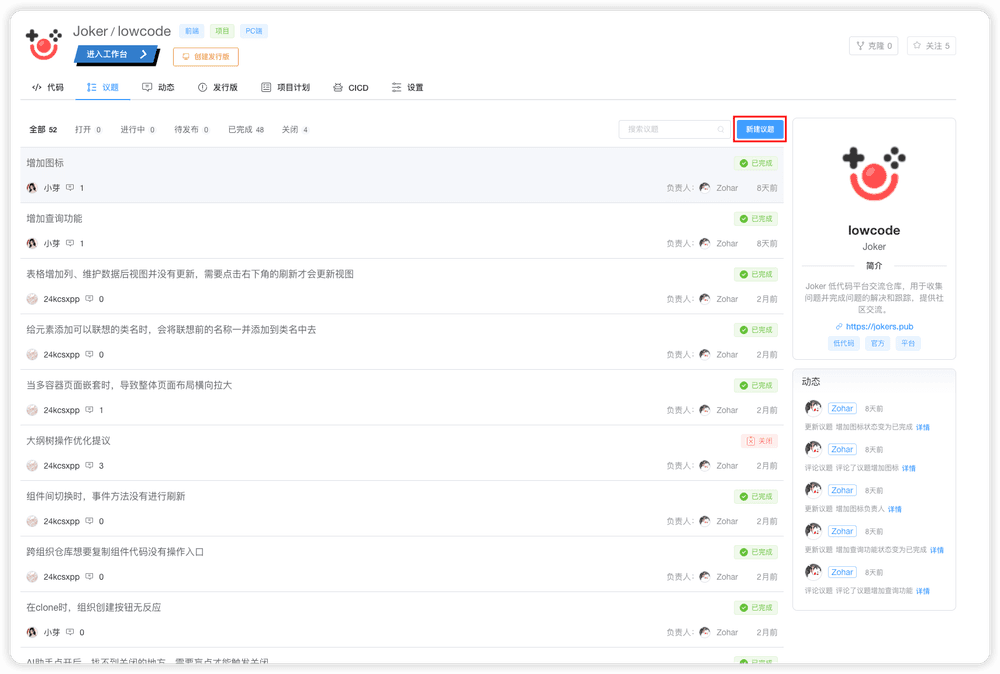 Joker / lowcode 前端 项目 PC端
进入工作台 创建发行版
克隆 0 关注 5
代码 议题 动态 发行版 项目计划 CICD 设置
全部 52 打开 0 进行中 0 待发布 0 已完成 48 关闭 4 搜索议题 新建议题
增加图标 已完成
小芽 1 负责人: Zohar 8天前
增加查询功能 已完成
小芽 1 负责人: Zohar 8天前
表格增加列、维护数据后视图并没有更新，需要点击右下角的刷新才会更新视图 已完成
24kcsxpp 0 负责人: Zohar 2月前
给元素添加可以联想的类名时，会将联想前的名称一并添加到类名中去 已完成
24kcsxpp 0 负责人: Zohar 2月前
当多容器页面嵌套时，导致整体页面布局横向拉大 已完成
24kcsxpp 1 负责人: Zohar 2月前
大纲树操作优化提议 关闭
24kcsxpp 3 负责人: Zohar 2月前
组件间切换时，事件方法没有进行刷新 已完成
24kcsxpp 0 负责人: Zohar 2月前
跨组织仓库想要复制组件代码没有操作入口 已完成
24kcsxpp 0 负责人: Zohar 2月前
在clone时，组织创建按钮无反应 已完成
小芽 0 负责人: Zohar 2月前
AI助手点开后，找不到关闭的地方，需要盲点才能触发关闭 已完成
lowcode
Joker
简介
Joker 低代码平台交流仓库，用于收集
问题并完成问题的解决和跟踪，提供社
区交流。
https://jokers.pub
低代码 官方 平台
动态
Zohar 8天前
更新议题 增加图标状态变为已完成 详情
Zohar 8天前
评论议题 评论了议题增加图标 详情
Zohar 8天前
更新议题 增加图标负责人 详情
Zohar 8天前
更新议题 增加查询功能状态变为已完成 详情
Zohar 8天前
评论议题 评论了议题增加查询功能 详情